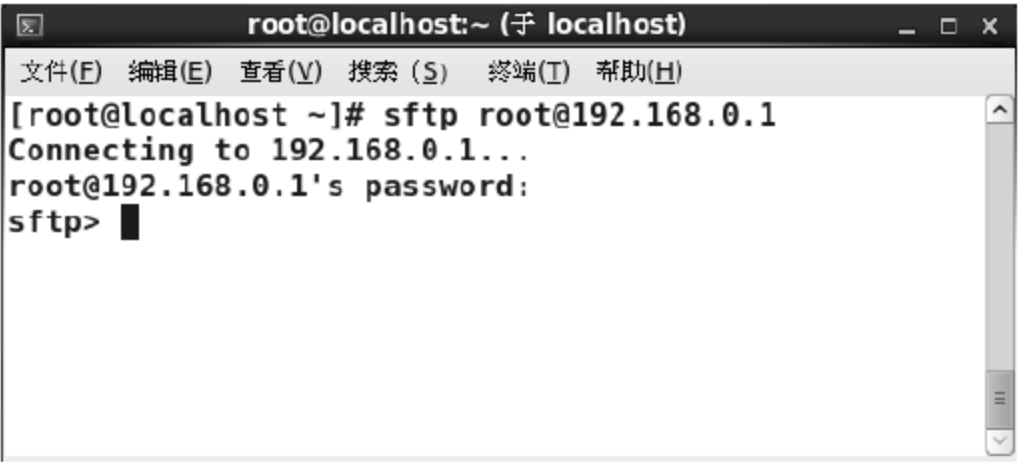 root@localhost:~ (于 localhost)
文件(F) 编辑(E) 查看(V) 搜索 (S) 终端(T) 帮助(H)
[root@localhost ~]# sftp root@192.168.0.1
Connecting to 192.168.0.1...
root@192.168.0.1's password:
sftp>